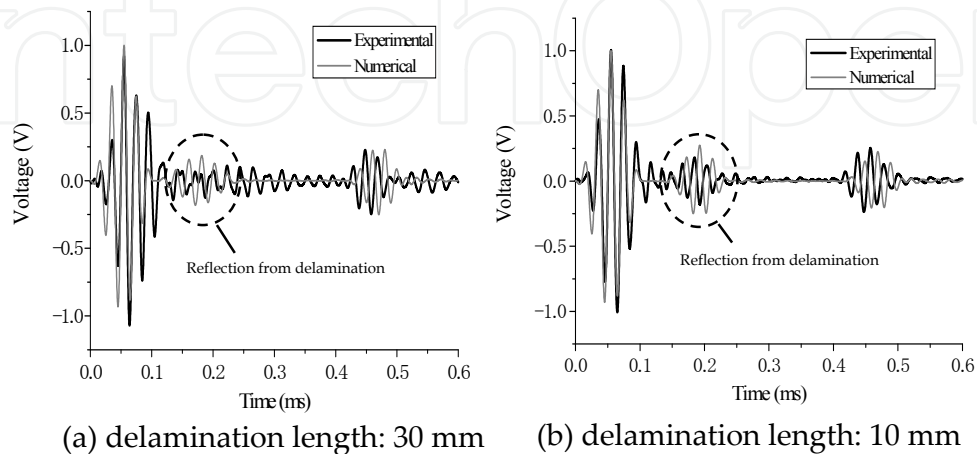 ntechOpen
ntechOpen
Experimental
Numerical
1.0
0.5
0.0
−0.5
−1.0
Voltage (V)
Reflection from delamination
0.0 0.1 0.2 0.3 0.4 0.5 0.6
Time (ms)
(a) delamination length: 30 mm
Experimental
Numerical
1.0
0.5
0.0
−0.5
−1.0
Voltage (V)
Reflection from delamination
0.0 0.1 0.2 0.3 0.4 0.5 0.6
Time (ms)
(b) delamination length: 10 mm